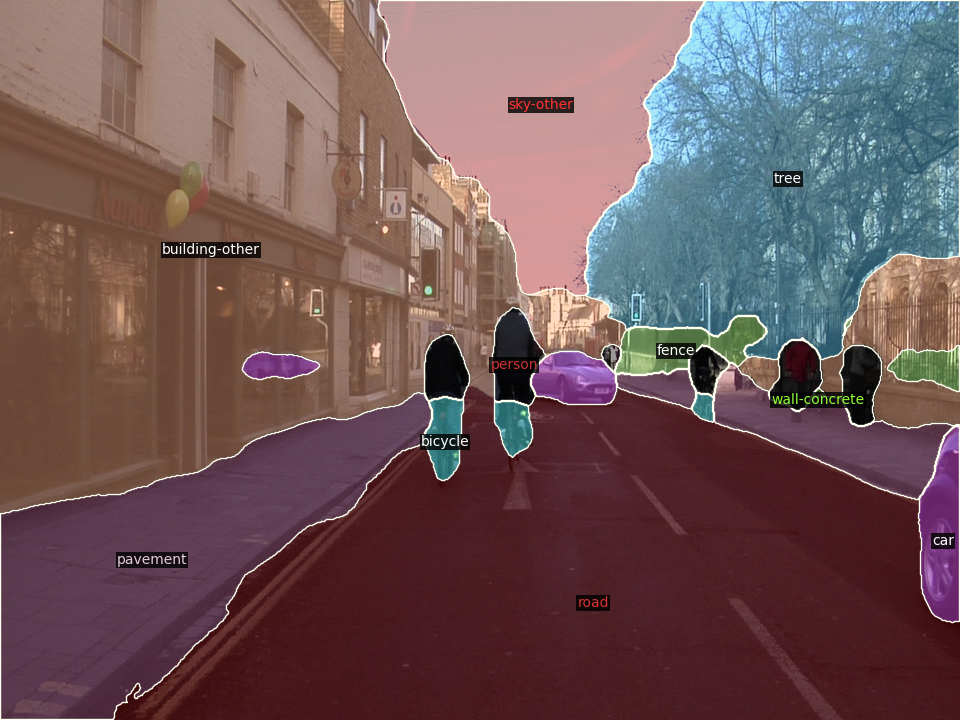 sky-other
tree
building-other
fence
person
wall-concrete
bicycle
car
pavement
road